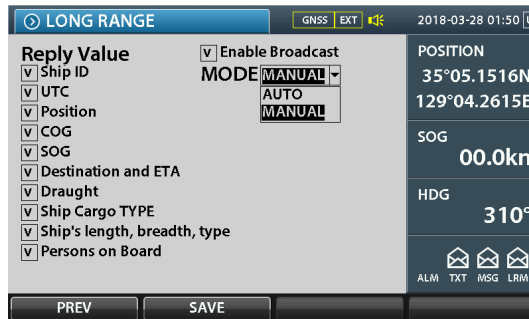 LONG RANGE
GNSS EXT
2018-03-28 01:50
Reply Value
v Enable Broadcast
v Ship ID
MODE MANUAL
AUTO
MANUAL
v UTC
v Position
v COG
v SOG
v Destination and ETA
v Draught
v Ship Cargo TYPE
v Ship's length, breadth, type
v Persons on Board
POSITION
35°05.1516N
129°04.2615E
SOG
00.0kn
HDG
310°
ALM TXT MSG LRM
PREV SAVE